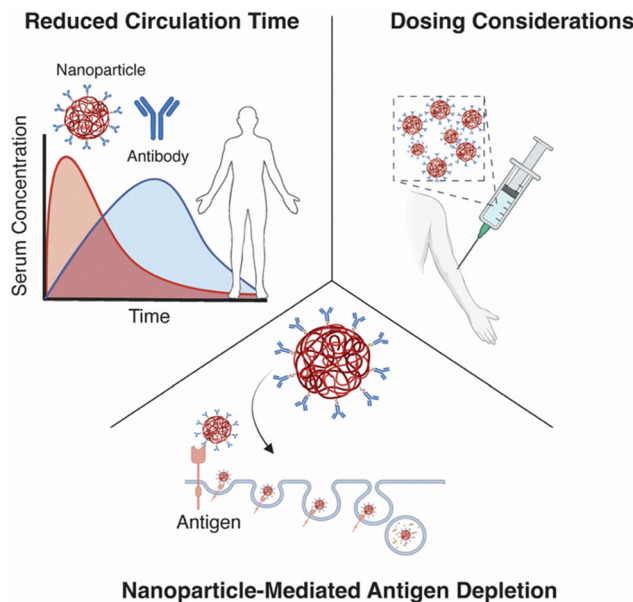 Reduced Circulation Time
Dosing Considerations
Nanoparticle
Antibody
Serum Concentration
Time
Antigen
Nanoparticle-Mediated Antigen Depletion